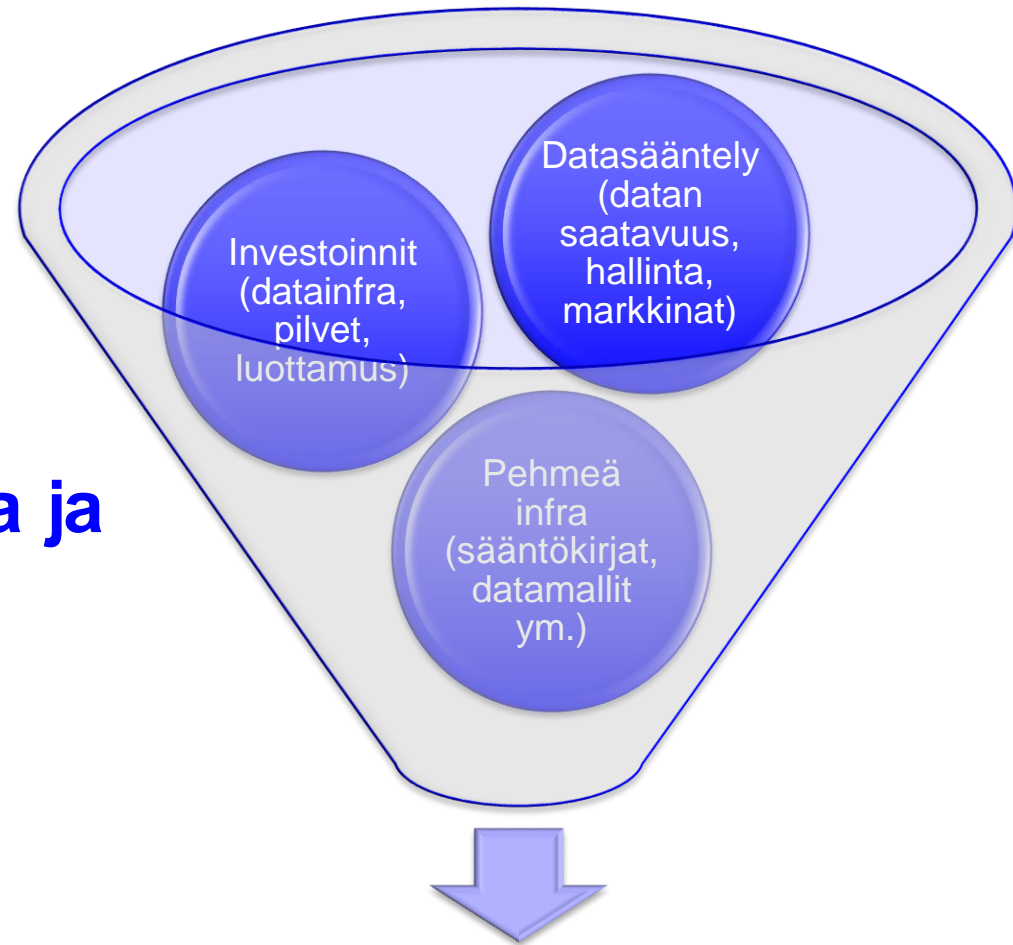 Datasääntely
(datan
saatavuus,
hallinta,
markkinat)
Investoinnit
(datainfra,
pilvet,
luottamus)
a ja
Pehmeä
infra
(sääntökirjat,
datamallit
ym.)